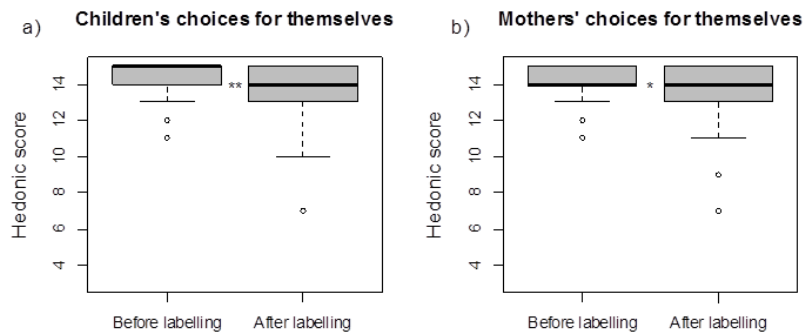 Children's choices for themselves
a)
Hedonic score
14
12
10
8
6
4
**
Before labelling After labelling
Mothers' choices for themselves
b)
Hedonic score
14
12
10
8
6
4
*
Before labelling After labelling